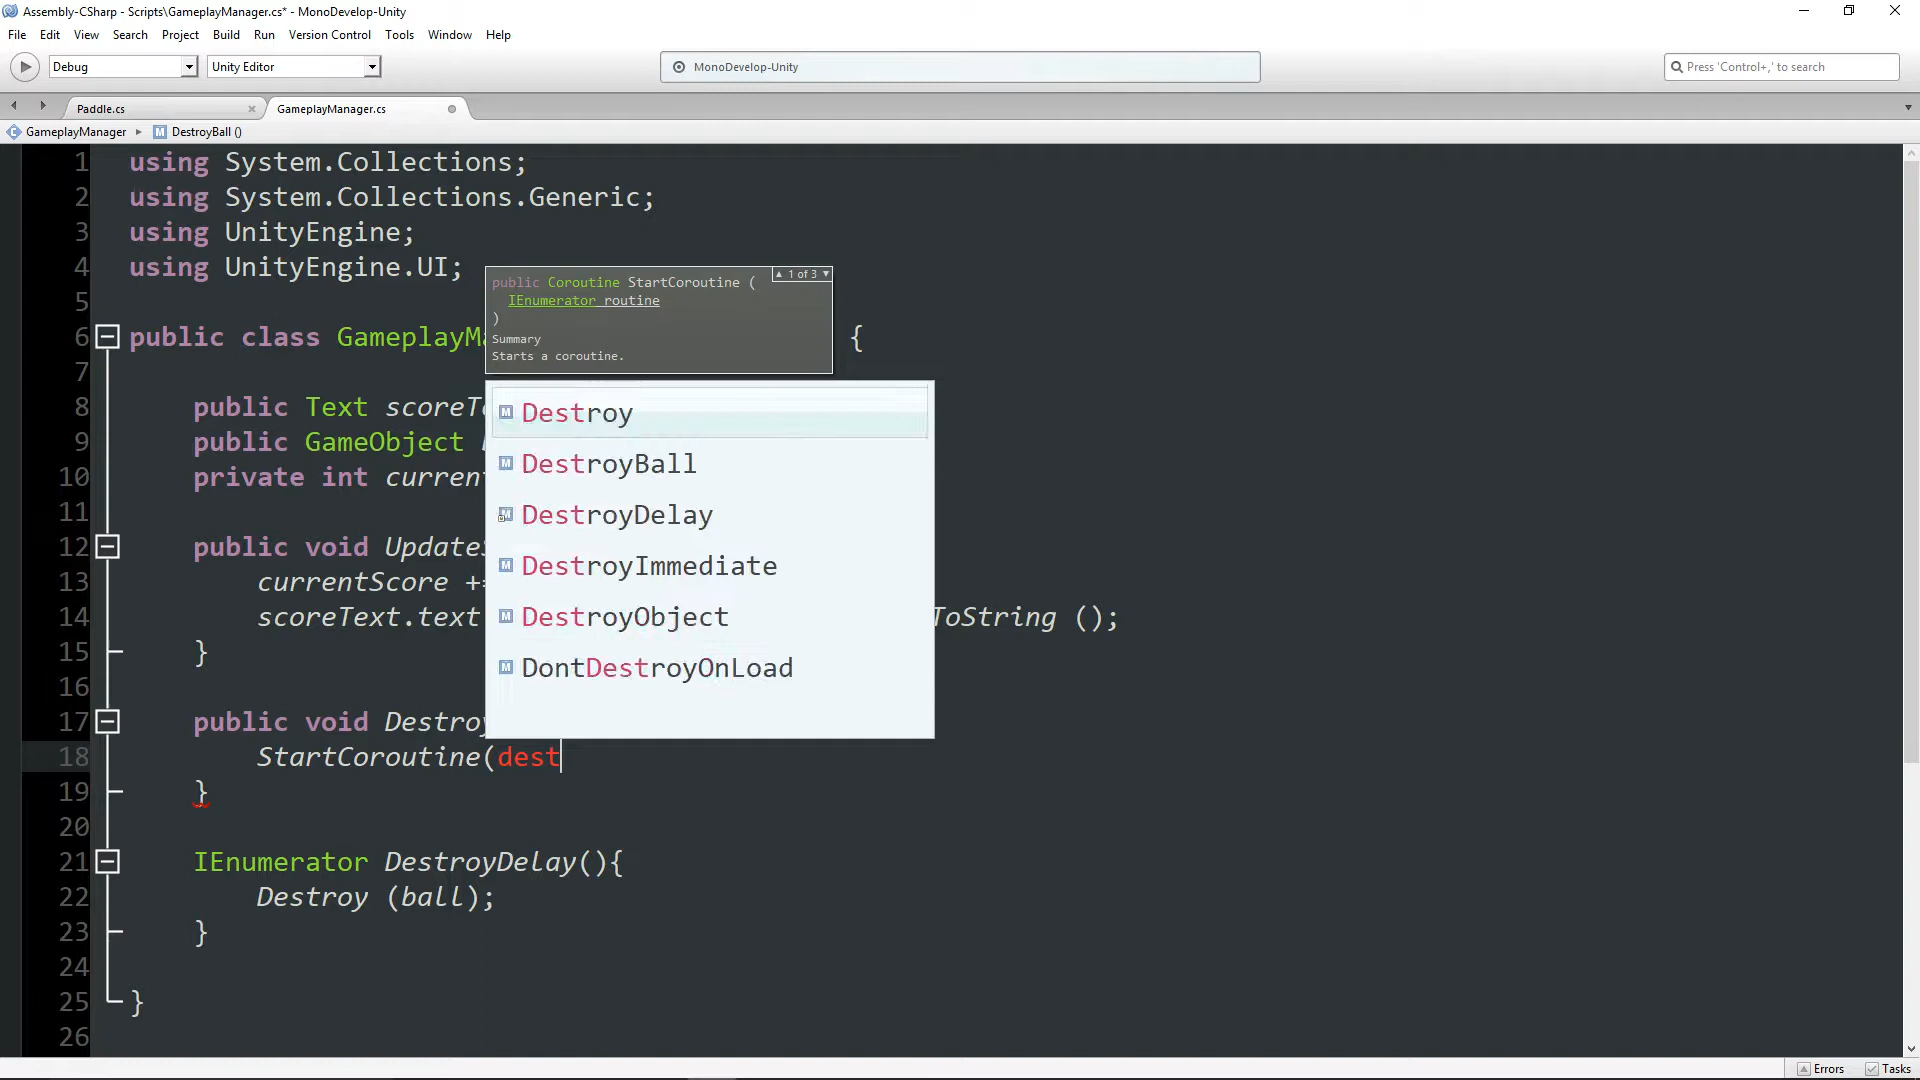 Assembly-CSharp - Scripts\GameplayManager.cs* - MonoDevelop-Unity
File Edit View Search Project Build Run Version Control Tools Window Help
Debug Unity Editor MonoDevelop-Unity Press 'Control+,' to search
Paddle.cs GameplayManager.cs
GameplayManager DestroyBall ()
1 using System.Collections;
2 using System.Collections.Generic;
3 using UnityEngine;
4 using UnityEngine.UI;
5
6 public class GameplayMa {
7
8 public Text scoreTe
9 public GameObject
10 private int current
11
12 public void UpdateS
13 currentScore +=
14 scoreText.text ToString ();
15 }
16
17 public void Destroy
18 StartCoroutine(dest
19 }
20
21 IEnumerator DestroyDelay(){
22 Destroy (ball);
23 }
24
25 }
26
public Coroutine StartCoroutine ( 1 of 3
IEnumerator routine
)
Summary
Starts a coroutine.
Destroy
DestroyBall
DestroyDelay
DestroyImmediate
DestroyObject
DontDestroyOnLoad
Errors Tasks